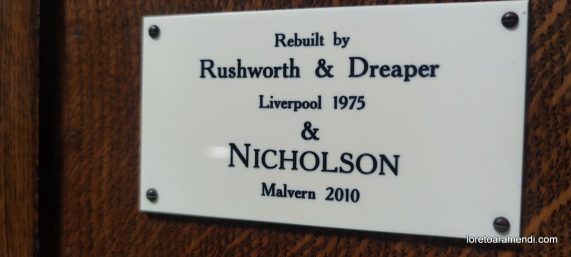 Rebuilt by
Rushworth & Dreaper
Liverpool 1975
&
NICHOLSON
Malvern 2010
loretoaramendi.com